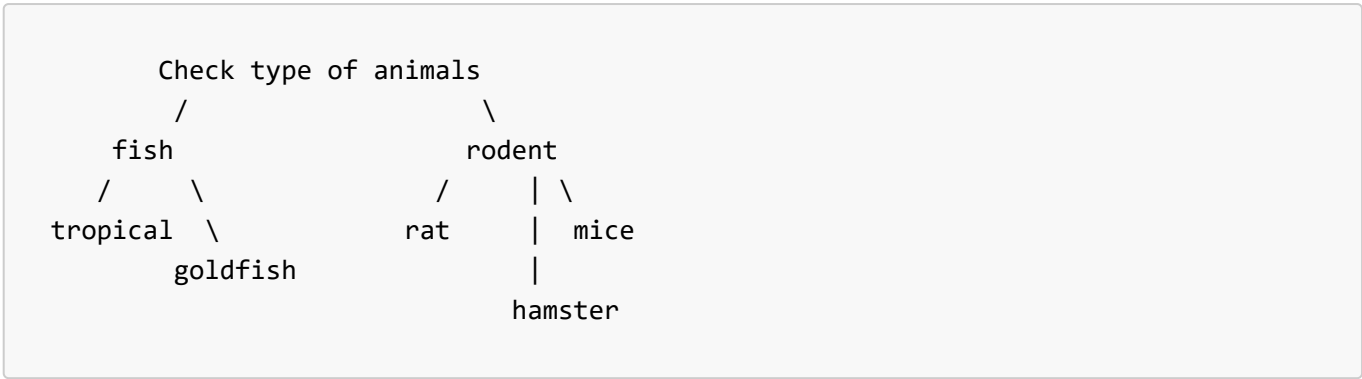 Check type of animals
/ \
fish rodent
/ \ / | \
tropical \ rat | mice
goldfish |
hamster